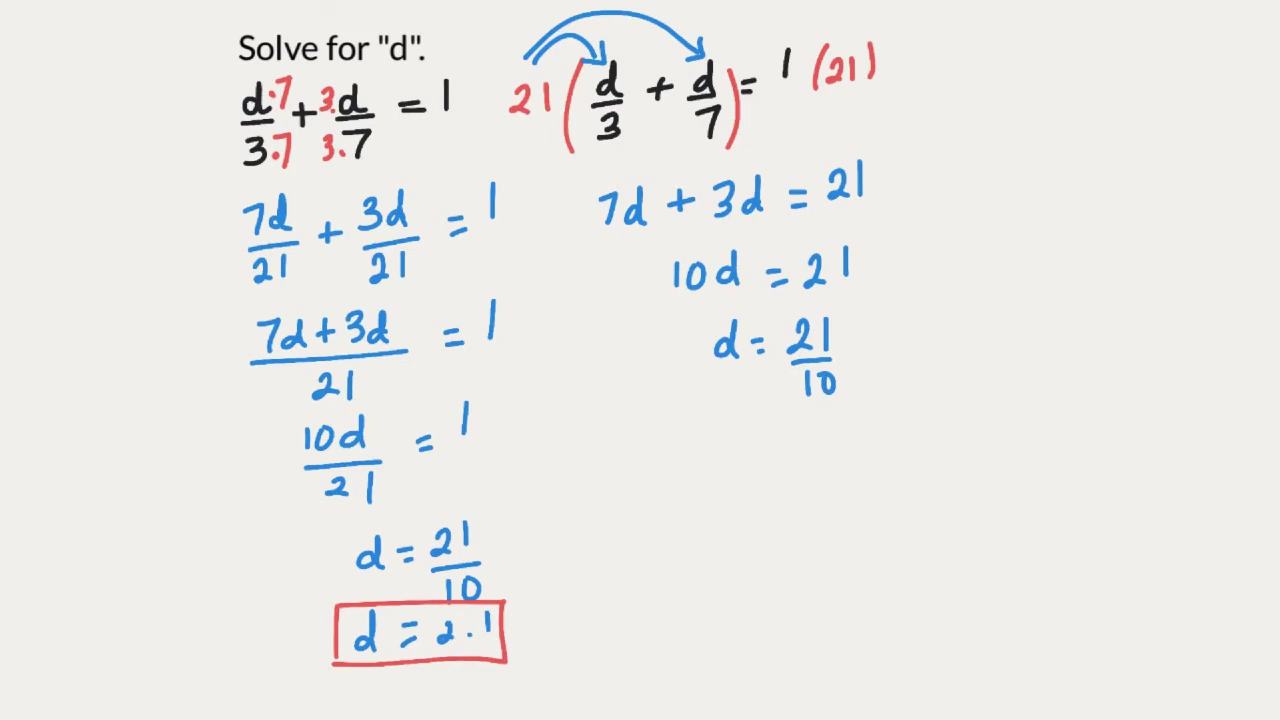 Solve for "d".
d·7/3·7 + 3·d/3·7 = 1
7d/21 + 3d/21 = 1
7d+3d/21 = 1
10d/21 = 1
d = 21/10
d = 2.1
21(d/3 + d/7) = 1(21)
7d + 3d = 21
10d = 21
d = 21/10